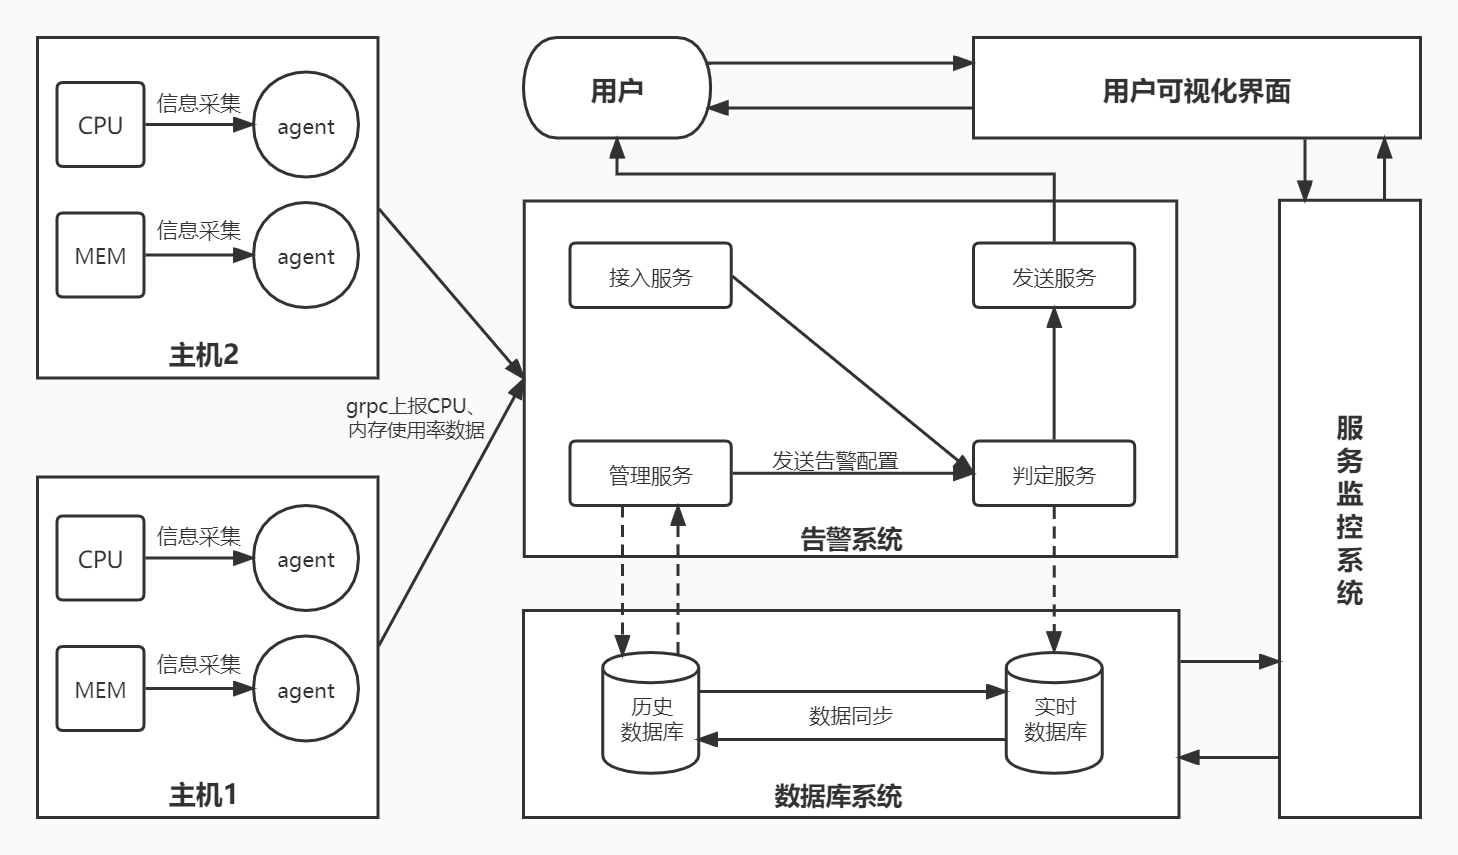 CPU
信息采集
agent
MEM
信息采集
agent
主机2
grpc上报CPU、
内存使用率数据
CPU
信息采集
agent
MEM
信息采集
agent
主机1
用户
用户可视化界面
接入服务
发送服务
管理服务
发送告警配置
判定服务
告警系统
历史
数据库
数据同步
实时
数据库
数据库系统
服
务
监
控
系
统